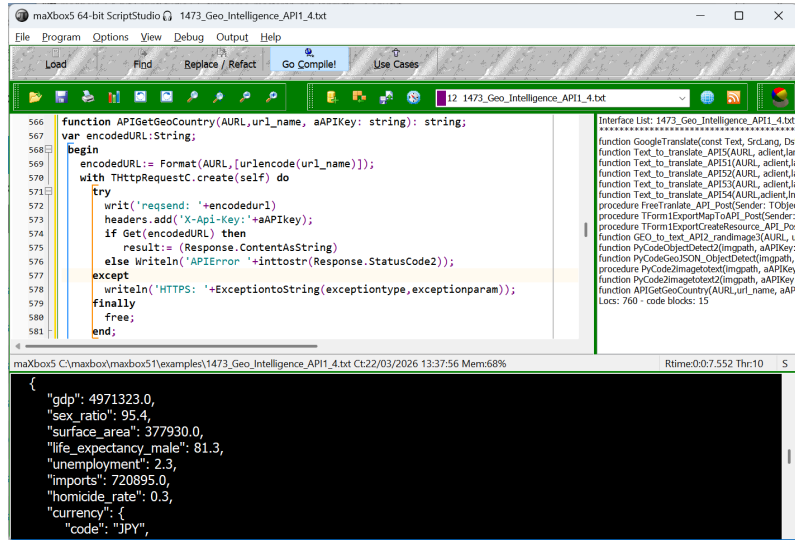 maXbox5 64-bit ScriptStudio 1473_Geo_Intelligence_API1_4.txt
File Program Options View Debug Output Help
Load Find Replace / Refact Go Compile! Use Cases
12 1473_Geo_Intelligence_API1_4.txt
566 function APIGetGeoCountry(AURL,url_name, aAPIKey: string): string;
567 var encodedURL:String;
568 begin
569 encodedURL:= Format(AURL,[urlencode(url_name)]);
570 with THttpRequestC.create(self) do
571 try
572 writ('reqsend: '+encodedurl)
573 headers.add('X-Api-Key:'+aAPIkey);
574 if Get(encodedURL) then
575 result:= (Response.ContentAsString)
576 else Writeln('APIError '+inttostr(Response.StatusCode2));
577 except
578 writeln('HTTPS: '+ExceptiontoString(exceptiontype,exceptionparam));
579 finally
580 free;
581 end;
Interface List: 1473_Geo_Intelligence_API1_4.txt
****************************************
function GoogleTranslate(const Text, SrcLang, Ds
function Text_to_translate_API5(AURL, aclient,lan
function Text_to_translate_API51(AURL, aclient,la
function Text_to_translate_API52(AURL, aclient,la
function Text_to_translate_API53(AURL, aclient,la
function Text_to_translate_API54(AURL,aclient,ln
procedure FreeTranlate_API_Post(Sender: TObjec
procedure TForm1ExportMapToAPI_Post(Sender:
procedure TForm1ExportCreateResource_API_Po
function GEO_to_text_API2_randimage3(AURL, u
function PyCodeObjectDetect2(imgpath, aAPIKey:
function PyCodeGeoJSON_ObjectDetect(imgpath,
procedure PyCode2imagetotext(imgpath, aAPIKe
function PyCode2imagetotext2(imgpath, aAPIKey
function APIGetGeoCountry(AURL,url_name, aAP
Locs: 760 - code blocks: 15
maXbox5 C:\maxbox\maxbox51\examples\1473_Geo_Intelligence_API1_4.txt Ct:22/03/2026 13:37:56 Mem:68% Rtime:0:0:7.552 Thr:10 S
{
"gdp": 4971323.0,
"sex_ratio": 95.4,
"surface_area": 377930.0,
"life_expectancy_male": 81.3,
"unemployment": 2.3,
"imports": 720895.0,
"homicide_rate": 0.3,
"currency": {
"code": "JPY",